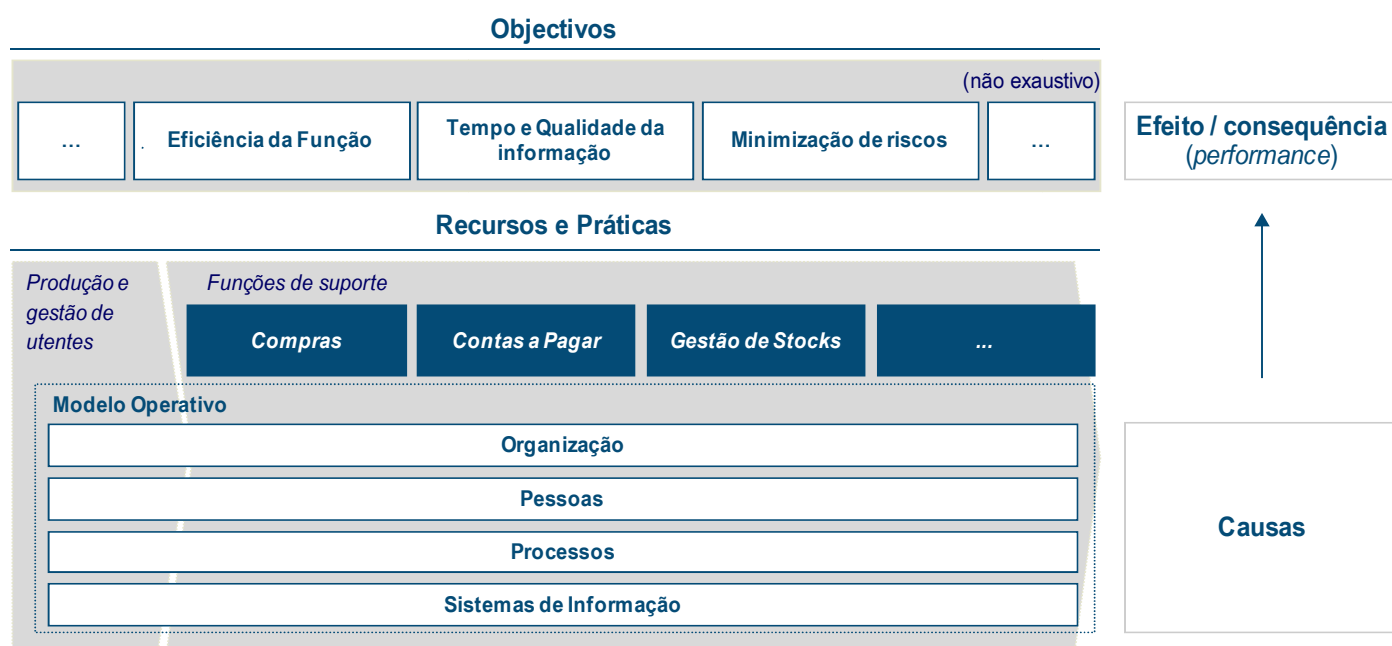 Objectivos
(não exaustivo)
...
.
Eficiência da Função
Tempo e Qualidade da
informação
Minimização de riscos
...
Efeito / consequência
(performance)
Recursos e Práticas
Produção e
gestão de
utentes
Funções de suporte
Compras
Contas a Pagar
Gestão de Stocks
...
Modelo Operativo
Organização
Pessoas
Processos
Sistemas de Informação
Causas